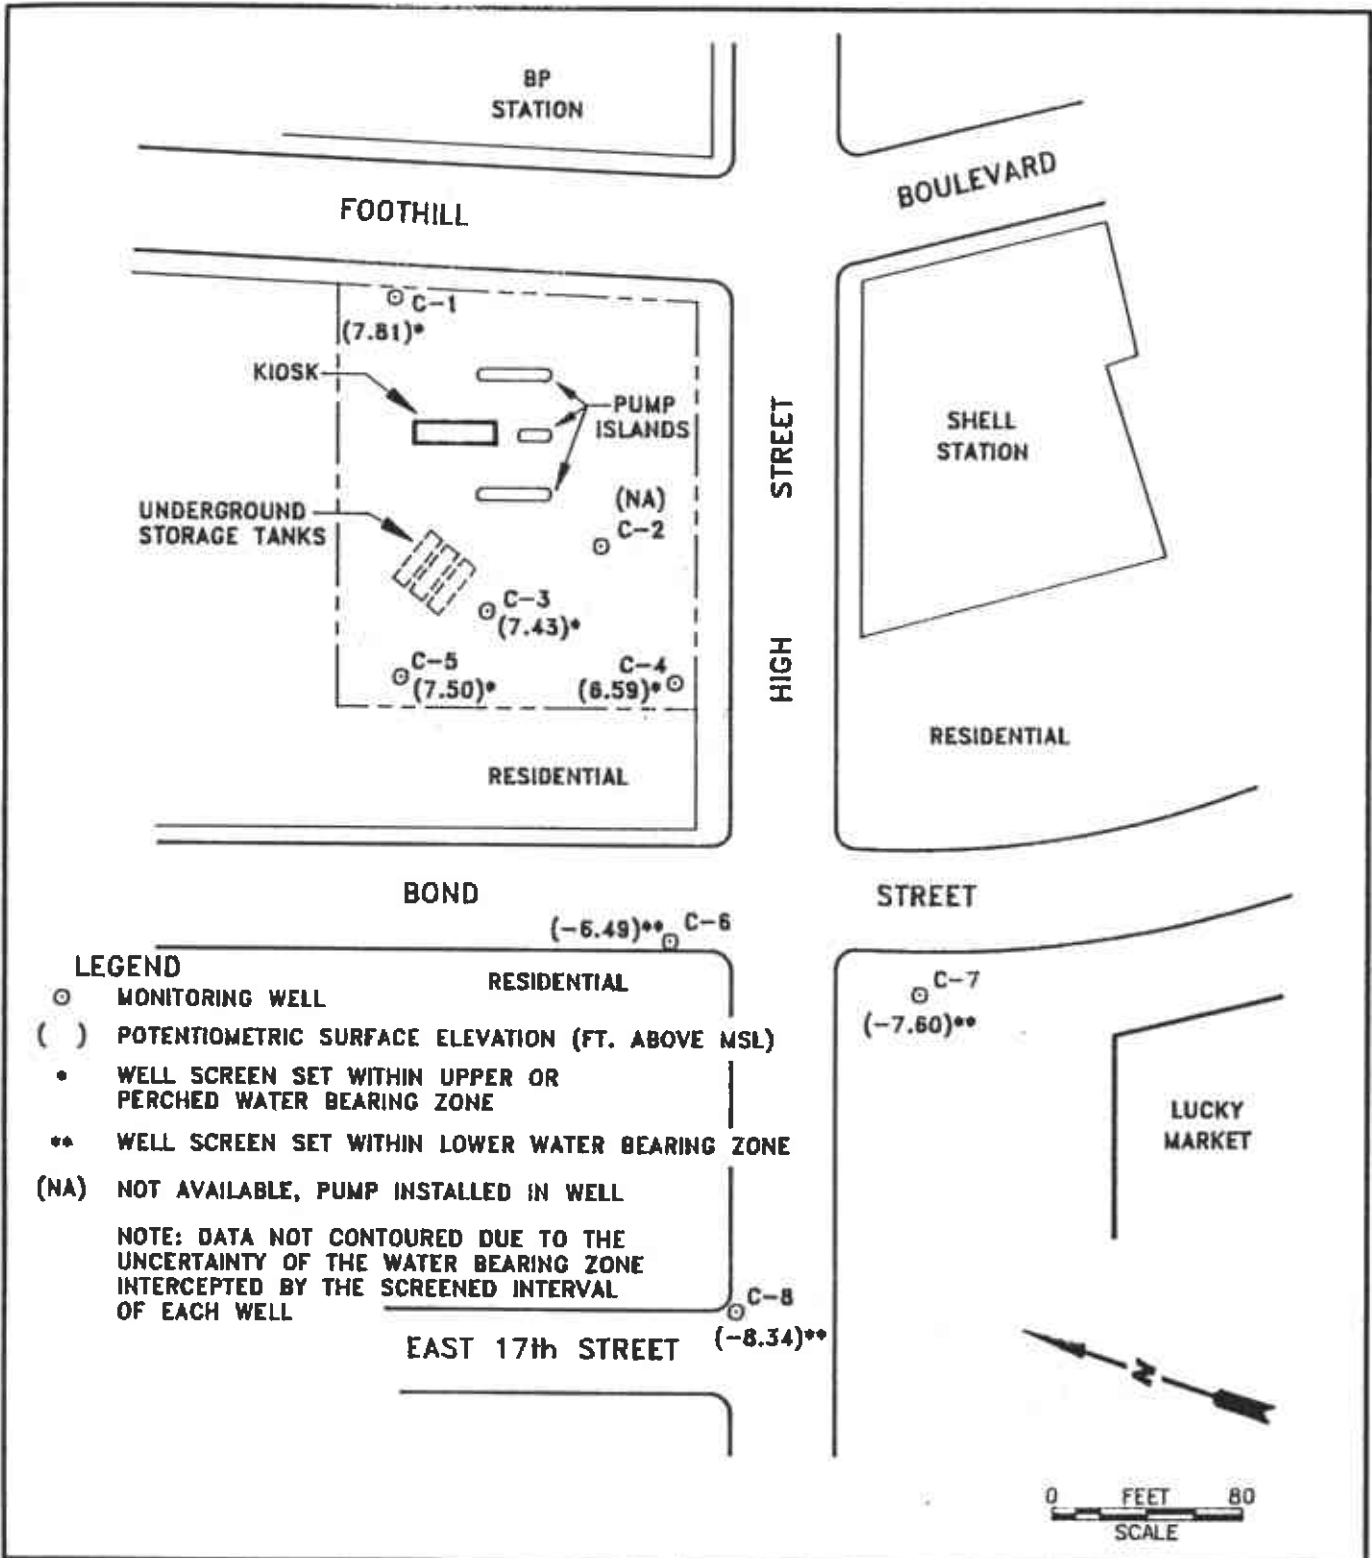 BP
STATION
FOOTHILL
BOULEVARD
C-1
(7.81)*
KIOSK
PUMP
ISLANDS
SHELL
STATION
STREET
(NA)
C-2
UNDERGROUND
STORAGE TANKS
C-3
(7.43)*
C-5
(7.50)*
C-4
(6.59)*
HIGH
RESIDENTIAL
RESIDENTIAL
BOND
STREET
(-6.49)** C-6
LEGEND
RESIDENTIAL
C-7
(-7.60)**
⊙ MONITORING WELL
( ) POTENTIOMETRIC SURFACE ELEVATION (FT. ABOVE MSL)
* WELL SCREEN SET WITHIN UPPER OR
PERCHED WATER BEARING ZONE
** WELL SCREEN SET WITHIN LOWER WATER BEARING ZONE
(NA) NOT AVAILABLE, PUMP INSTALLED IN WELL
LUCKY
MARKET
NOTE: DATA NOT CONTOURED DUE TO THE
UNCERTAINTY OF THE WATER BEARING ZONE
INTERCEPTED BY THE SCREENED INTERVAL
OF EACH WELL
C-8
(-8.34)**
EAST 17th STREET
N
0 FEET 80
SCALE